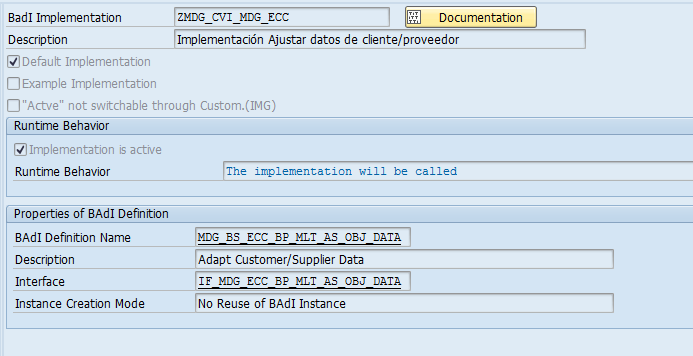 BadI Implementation ZMDG_CVI_MDG_ECC Documentation
Description Implementación Ajustar datos de cliente/proveedor
Default Implementation
Example Implementation
"Actve" not switchable through Custom.(IMG)
Runtime Behavior
Implementation is active
Runtime Behavior The implementation will be called
Properties of BAdI Definition
BAdI Definition Name MDG_BS_ECC_BP_MLT_AS_OBJ_DATA
Description Adapt Customer/Supplier Data
Interface IF_MDG_ECC_BP_MLT_AS_OBJ_DATA
Instance Creation Mode No Reuse of BAdI Instance